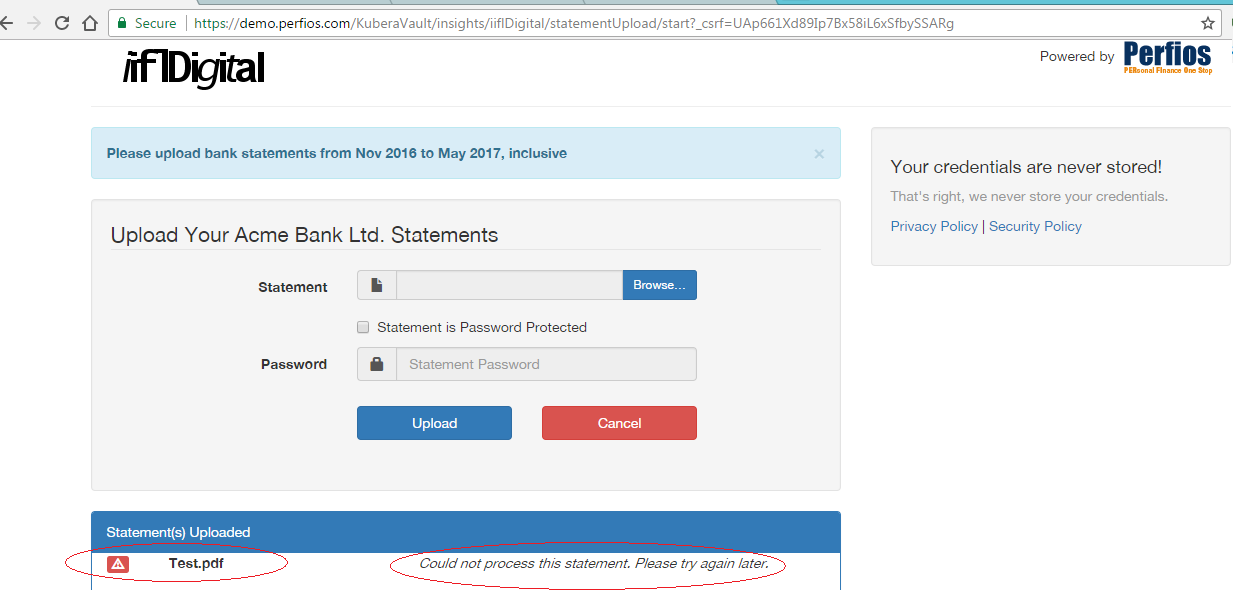 Secure https://demo.perfios.com/KuberaVault/insights/iiflDigital/statementUpload/start?_csrf=UAp661Xd89Ip7Bx58iL6xSfbySSARg
iiflDigital
Powered by Perfios
PERsonal FInance One Stop
Please upload bank statements from Nov 2016 to May 2017, inclusive ×
Your credentials are never stored!
That's right, we never store your credentials.
Privacy Policy | Security Policy
Upload Your Acme Bank Ltd. Statements
Statement Browse...
Statement is Password Protected
Password Statement Password
Upload Cancel
Statement(s) Uploaded
Test.pdf Could not process this statement. Please try again later.